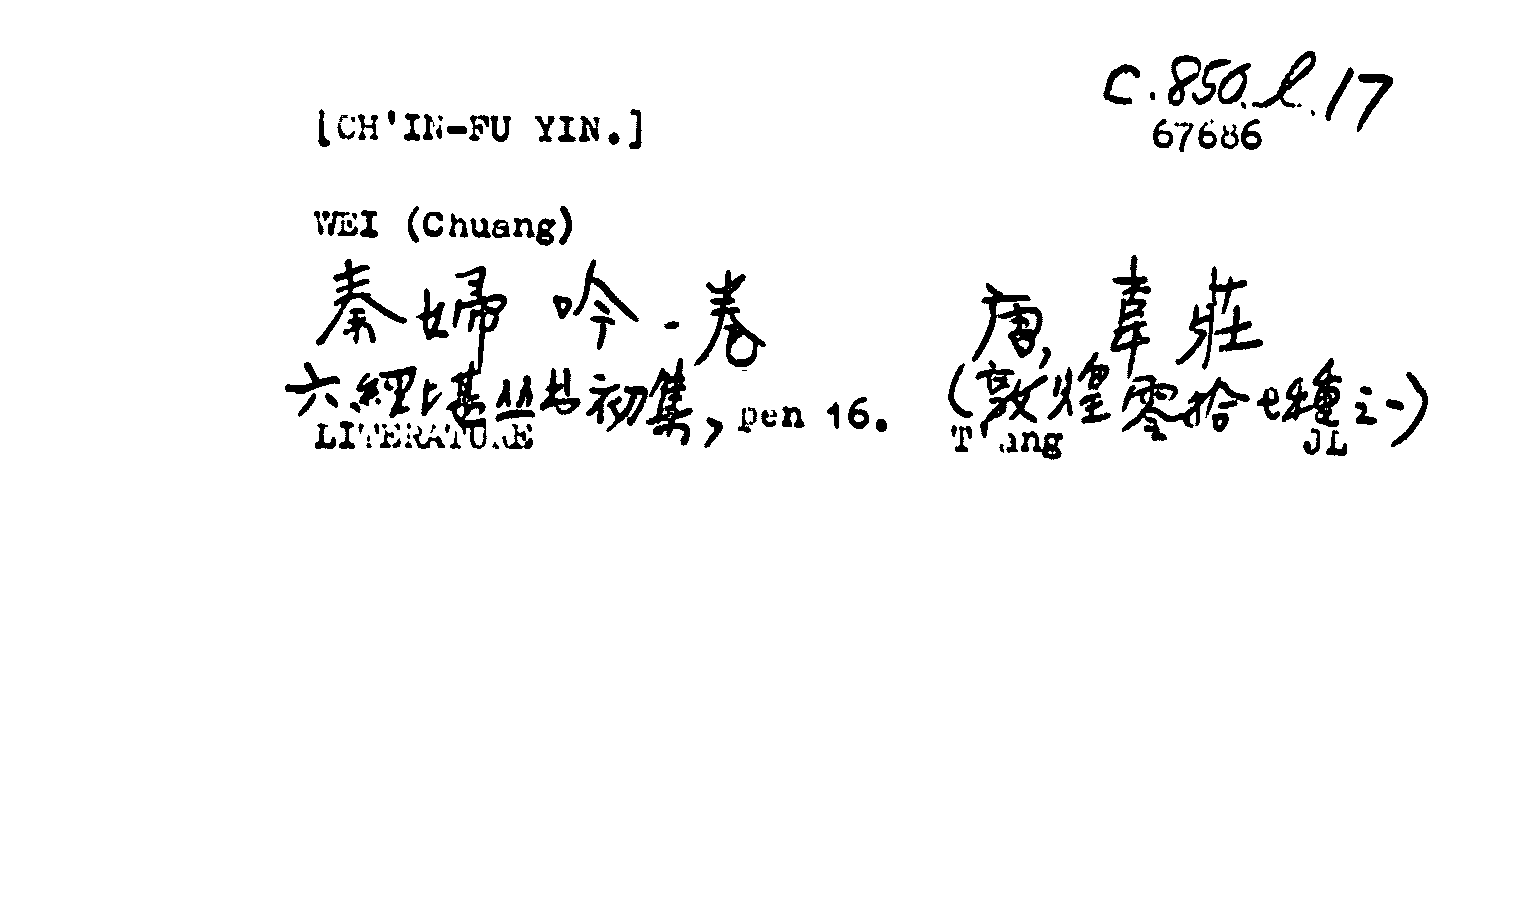 C.850.l.17
[CH'IN-FU YIN.]
67686
WEI (Chuang)
秦婦吟一卷 唐,韋莊
六經堪叢書初集, pen 16. (敦煌零拾七種之一)
LITERATURE T'ang JL